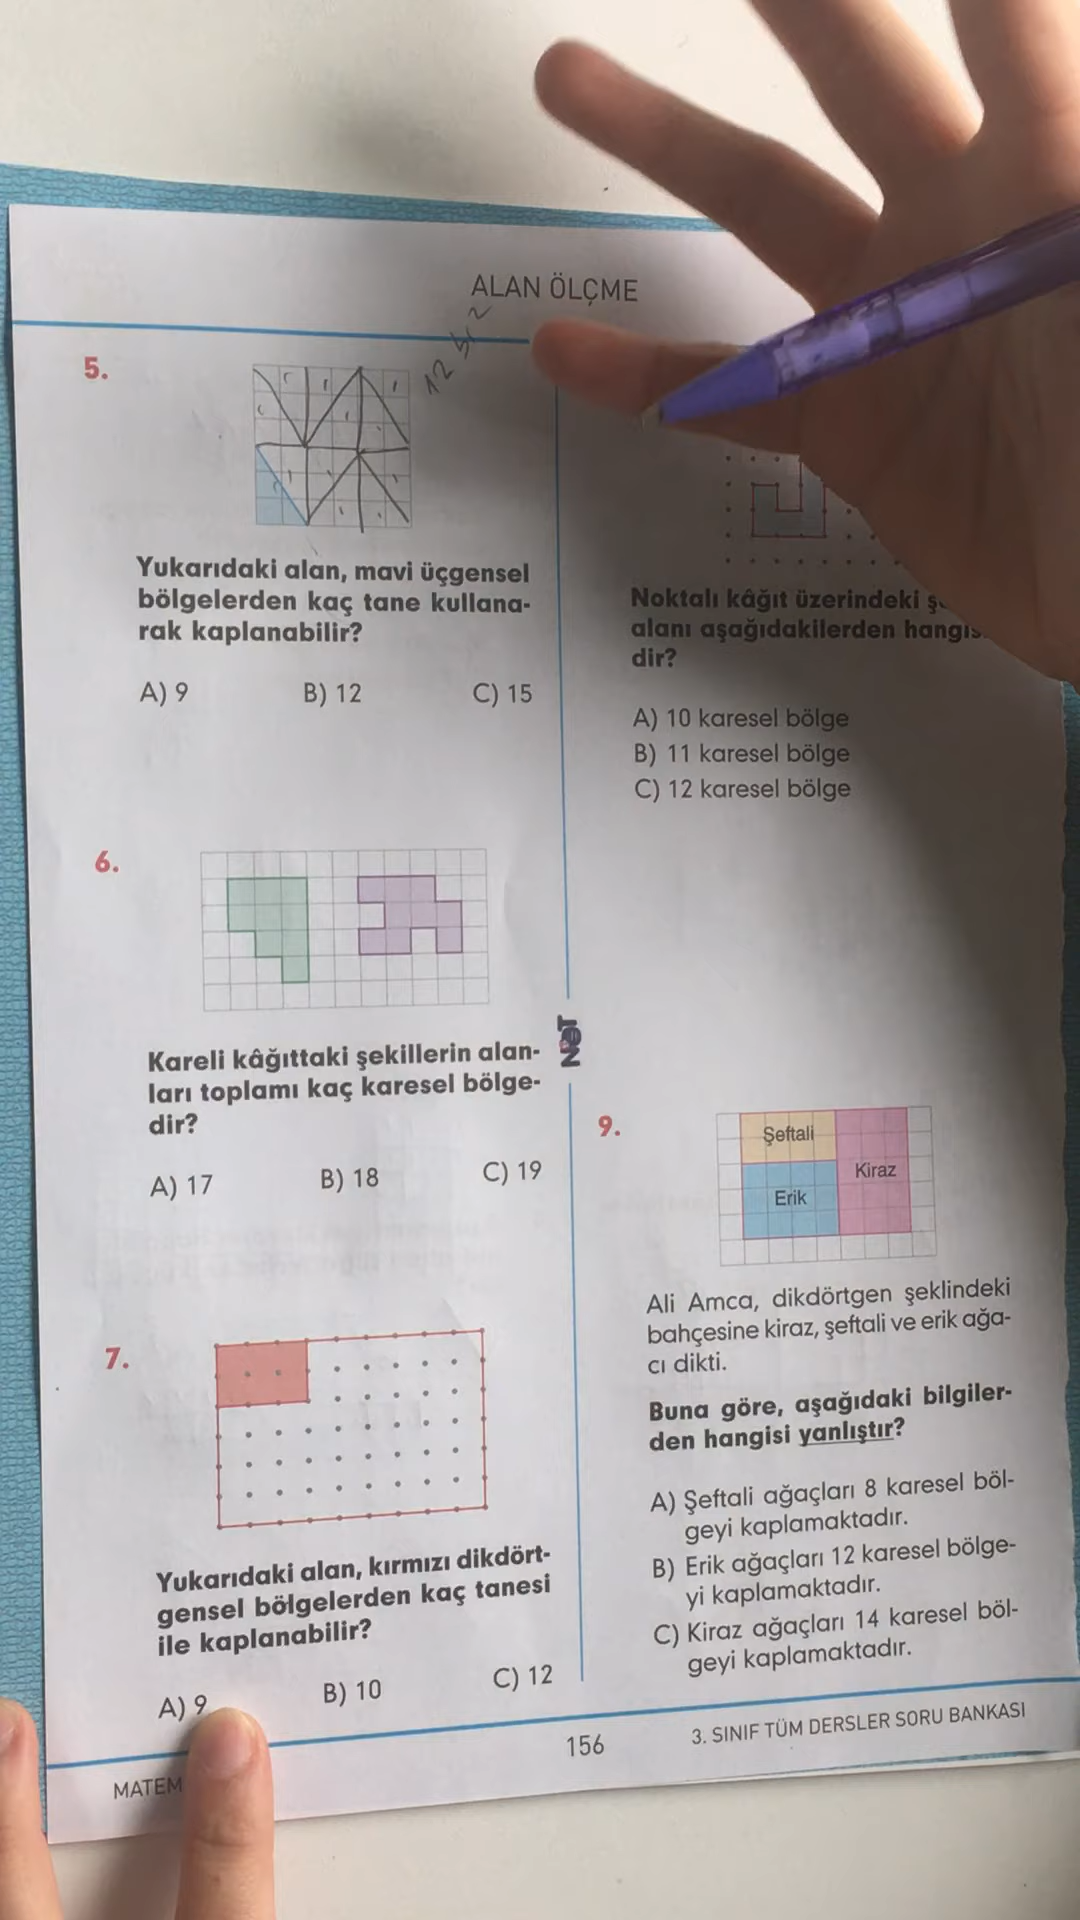 ALAN ÖLÇME
5.
12
Yukarıdaki alan, mavi üçgensel
bölgelerden kaç tane kullana-
rak kaplanabilir?
A) 9 B) 12 C) 15
6.
Kareli kâğıttaki şekillerin alan-
ları toplamı kaç karesel bölge-
dir?
A) 17 B) 18 C) 19
7.
Yukarıdaki alan, kırmızı dikdört-
gensel bölgelerden kaç tanesi
ile kaplanabilir?
A) 9 B) 10 C) 12
Noktalı kâğıt üzerindeki
alanı aşağıdakilerden
dir?
A) 10 karesel bölge
B) 11 karesel bölge
C) 12 karesel bölge
NET
9.
Şeftali
Kiraz
Erik
Ali Amca, dikdörtgen şeklindeki
bahçesine kiraz, şeftali ve erik ağa-
cı dikti.
Buna göre, aşağıdaki bilgiler-
den hangisi yanlıştır?
A) Şeftali ağaçları 8 karesel böl-
geyi kaplamaktadır.
B) Erik ağaçları 12 karesel bölge-
yi kaplamaktadır.
C) Kiraz ağaçları 14 karesel böl-
geyi kaplamaktadır.
156
3. SINIF TÜM DERSLER SORU BANKASI